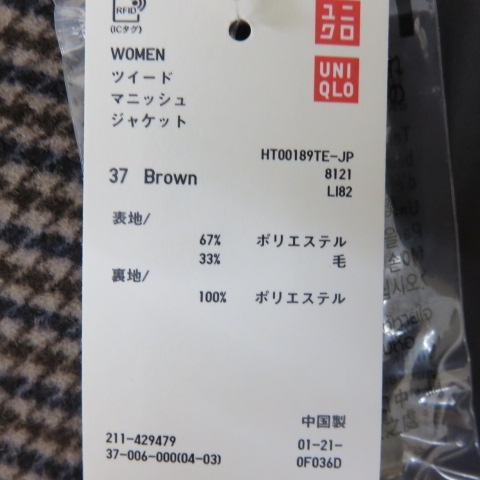 RFID
(ICタグ)
ユニ
クロ
UNI
QLO
WOMEN
ツイード
マニッシュ
ジャケット
HT00189TE-JP
37 Brown
8121
LI82
表地/
67% ポリエステル
33% 毛
裏地/
100% ポリエステル
中国製
211-429479
01-21-
37-006-000(04-03)
0F036D